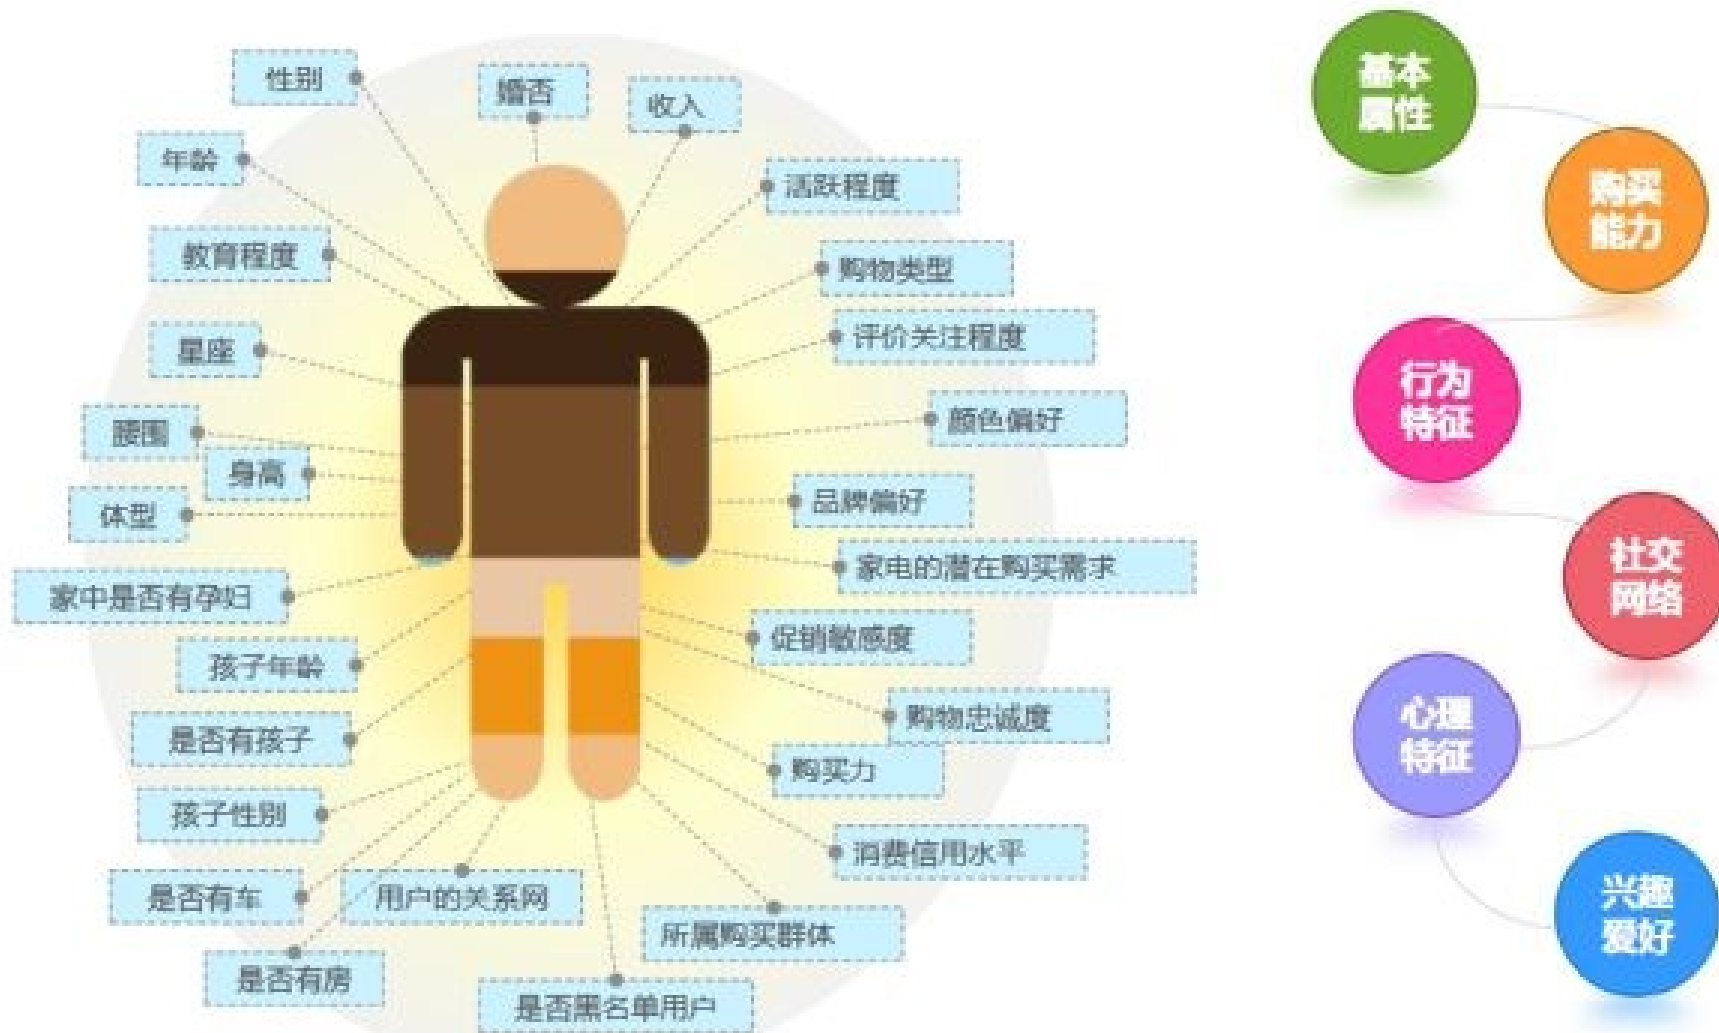 性别
婚否
收入
年龄
活跃程度
教育程度
购物类型
星座
评价关注程度
腰围
颜色偏好
身高
体型
品牌偏好
家中是否有孕妇
家电的潜在购买需求
孩子年龄
促销敏感度
是否有孩子
购物忠诚度
购买力
孩子性别
消费信用水平
是否有车
用户的关系网
所属购买群体
是否有房
是否黑名单用户
基本
属性
购买
能力
行为
特征
社交
网络
心理
特征
兴趣
爱好